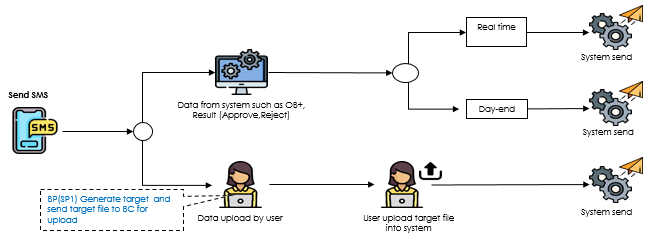 Real time
System send
Send SMS
SMS
Data from system such as OB+,
Result (Approve,Reject)
Day-end
System send
BP(SP1) Generate target and
send target file to BC for
upload
Data upload by user
User upload target file
into system
System send